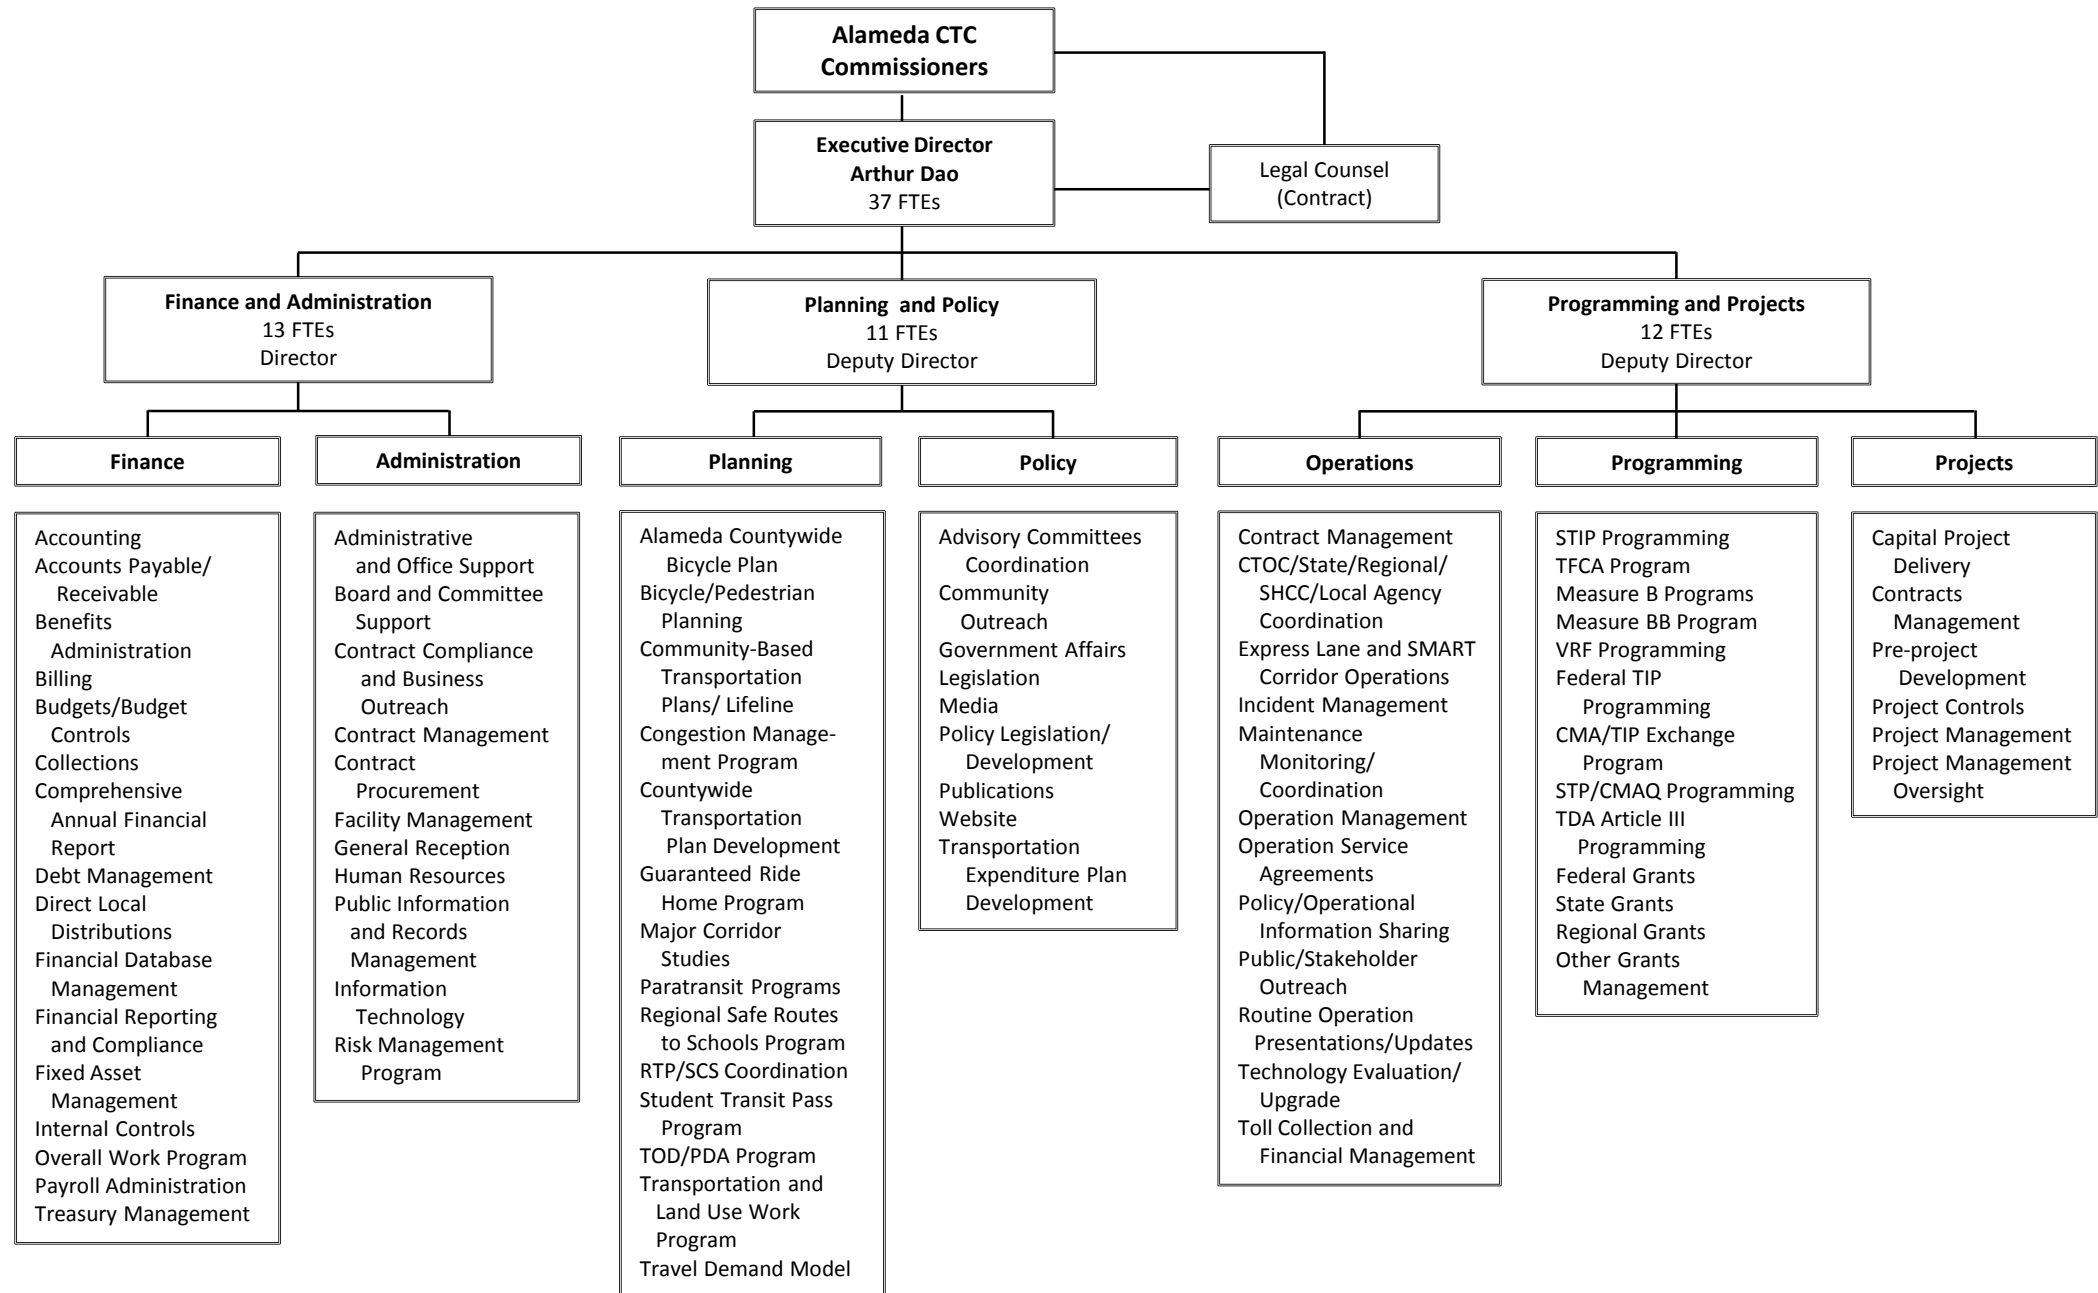 Alameda CTC
Commissioners
Executive Director
Arthur Dao
37 FTEs
Legal Counsel
(Contract)
Finance and Administration
13 FTEs
Director
Planning and Policy
11 FTEs
Deputy Director
Programming and Projects
12 FTEs
Deputy Director
Finance
Administration
Planning
Policy
Operations
Programming
Projects
Accounting
Accounts Payable/
Receivable
Benefits
Administration
Billing
Budgets/Budget
Controls
Collections
Comprehensive
Annual Financial
Report
Debt Management
Direct Local
Distributions
Financial Database
Management
Financial Reporting
and Compliance
Fixed Asset
Management
Internal Controls
Overall Work Program
Payroll Administration
Treasury Management
Administrative
and Office Support
Board and Committee
Support
Contract Compliance
and Business
Outreach
Contract Management
Contract
Procurement
Facility Management
General Reception
Human Resources
Public Information
and Records
Management
Information
Technology
Risk Management
Program
Alameda Countywide
Bicycle Plan
Bicycle/Pedestrian
Planning
Community-Based
Transportation
Plans/ Lifeline
Congestion Manage-
ment Program
Countywide
Transportation
Plan Development
Guaranteed Ride
Home Program
Major Corridor
Studies
Paratransit Programs
Regional Safe Routes
to Schools Program
RTP/SCS Coordination
Student Transit Pass
Program
TOD/PDA Program
Transportation and
Land Use Work
Program
Travel Demand Model
Advisory Committees
Coordination
Community
Outreach
Government Affairs
Legislation
Media
Policy Legislation/
Development
Publications
Website
Transportation
Expenditure Plan
Development
Contract Management
CTOC/State/Regional/
SHCC/Local Agency
Coordination
Express Lane and SMART
Corridor Operations
Incident Management
Maintenance
Monitoring/
Coordination
Operation Management
Operation Service
Agreements
Policy/Operational
Information Sharing
Public/Stakeholder
Outreach
Routine Operation
Presentations/Updates
Technology Evaluation/
Upgrade
Toll Collection and
Financial Management
STIP Programming
TFCA Program
Measure B Programs
Measure BB Program
VRF Programming
Federal TIP
Programming
CMA/TIP Exchange
Program
STP/CMAQ Programming
TDA Article III
Programming
Federal Grants
State Grants
Regional Grants
Other Grants
Management
Capital Project
Delivery
Contracts
Management
Pre-project
Development
Project Controls
Project Management
Project Management
Oversight